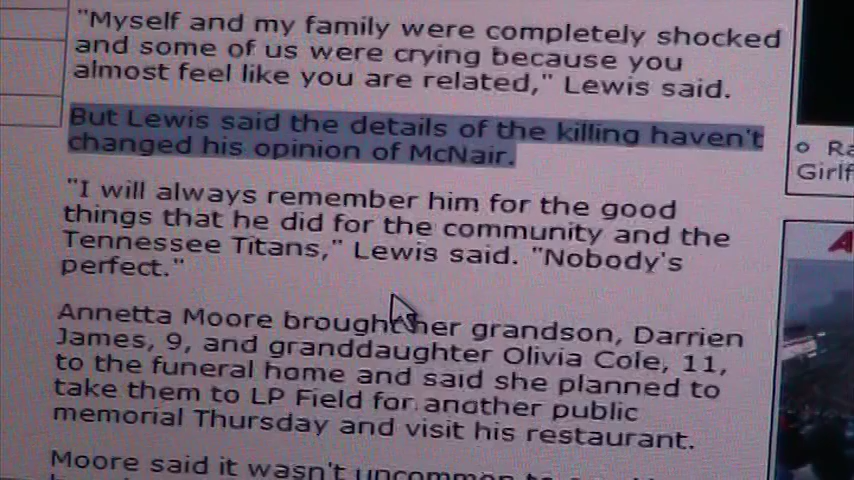 "Myself and my family were completely shocked
and some of us were crying because you
almost feel like you are related," Lewis said.
But Lewis said the details of the killing haven't
changed his opinion of McNair.
"I will always remember him for the good
things that he did for the community and the
Tennessee Titans," Lewis said. "Nobody's
perfect."
Annetta Moore brought her grandson, Darrien
James, 9, and granddaughter Olivia Cole, 11,
to the funeral home and said she planned to
take them to LP Field for another public
memorial Thursday and visit his restaurant.
Moore said it wasn't uncommon to
Ra
Girlf